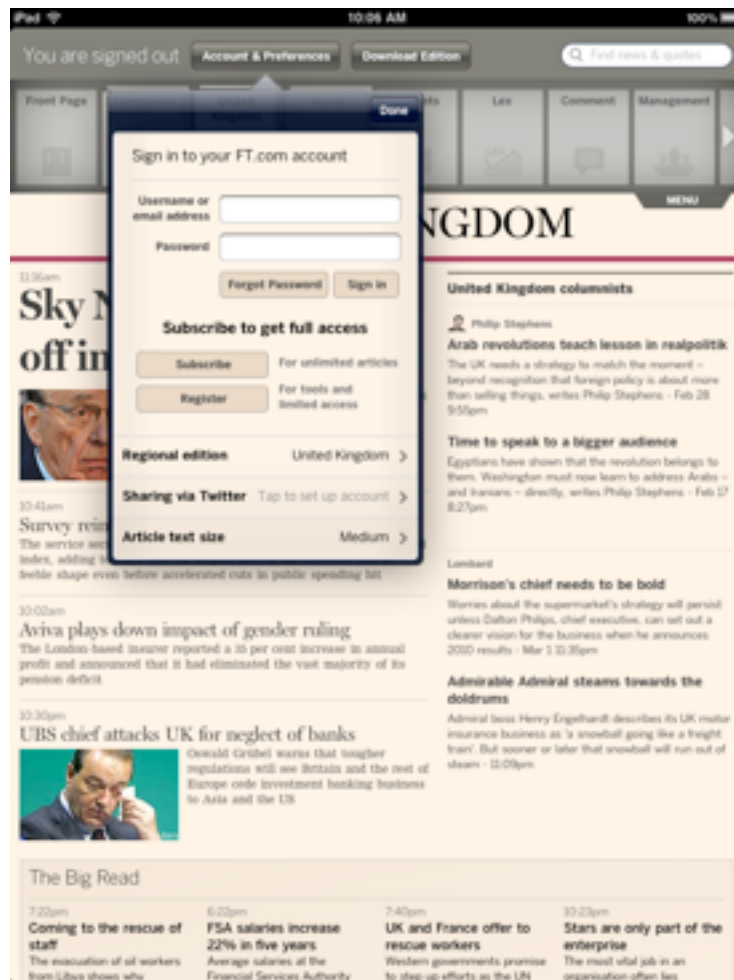 iPad
10:06 AM
100%
You are signed out
Account & Preferences
Download Edition
Find news & quotes
Front Page
Lex
Comment
Management
MENU
Done
Sign in to your FT.com account
Username or
email address
Password
Forgot Password
Sign in
Subscribe to get full access
Subscribe
For unlimited articles
Register
For tools and
limited access
Regional edition
United Kingdom
Sharing via Twitter
Tap to set up account
Article text size
Medium
NGDOM
11:16am
Sky N
off in
10:41am
Survey rein
The service sec
index, adding
feeble shape even before accelerated cuts in public spending hit
10:02am
Aviva plays down impact of gender ruling
The London-based insurer reported a 35 per cent increase in annual
profit and announced that it had eliminated the vast majority of its
pension deficit
10:30pm
UBS chief attacks UK for neglect of banks
Oswald Grübel warns that tougher
regulations will see Britain and the rest of
Europe cede investment banking business
to Asia and the US
United Kingdom columnists
Philip Stephens
Arab revolutions teach lesson in realpolitik
The UK needs a strategy to match the moment –
beyond recognition that foreign policy is about more
than selling things, writes Philip Stephens - Feb 28
9:55pm
Time to speak to a bigger audience
Egyptians have shown that the revolution belongs to
them. Washington must now learn to address Arabs –
and Iranians – directly, writes Philip Stephens - Feb 17
8:27pm
Lombard
Morrison's chief needs to be bold
Worries about the supermarket's strategy will persist
unless Dalton Philips, chief executive, can set out a
clearer vision for the business when he announces
2010 results - Mar 1 11:35pm
Admirable Admiral steams towards the
doldrums
Admiral boss Henry Engelhardt describes its UK motor
insurance business as 'a snowball going like a freight
train'. But sooner or later that snowball will run out of
steam - 11:09pm
The Big Read
7:22pm
Coming to the rescue of
staff
The evacuation of oil workers
from Libya shows why
6:22pm
FSA salaries increase
22% in five years
Average salaries at the
Financial Services Authority
7:40pm
UK and France offer to
rescue workers
Western governments promise
to step up efforts as the UN
10:23pm
Stars are only part of the
enterprise
The most vital job in an
organisation often lies